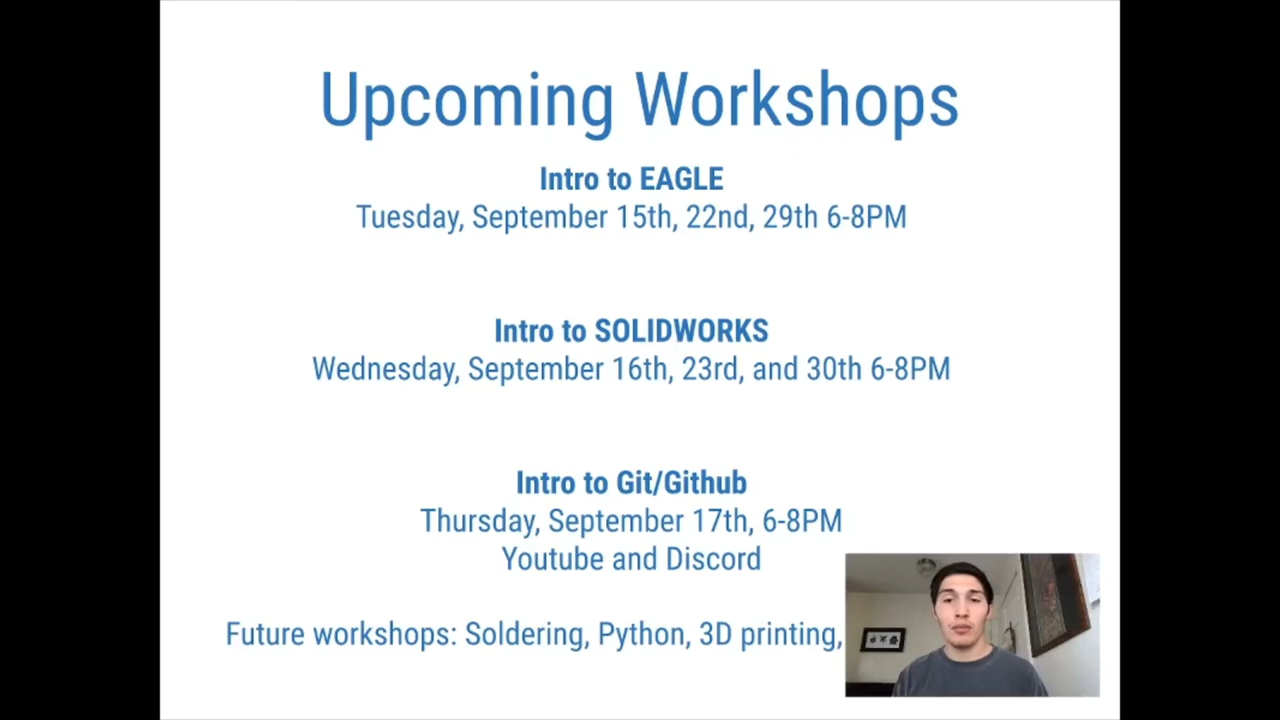 Upcoming Workshops
Intro to EAGLE
Tuesday, September 15th, 22nd, 29th 6-8PM
Intro to SOLIDWORKS
Wednesday, September 16th, 23rd, and 30th 6-8PM
Intro to Git/Github
Thursday, September 17th, 6-8PM
Youtube and Discord
Future workshops: Soldering, Python, 3D printing,